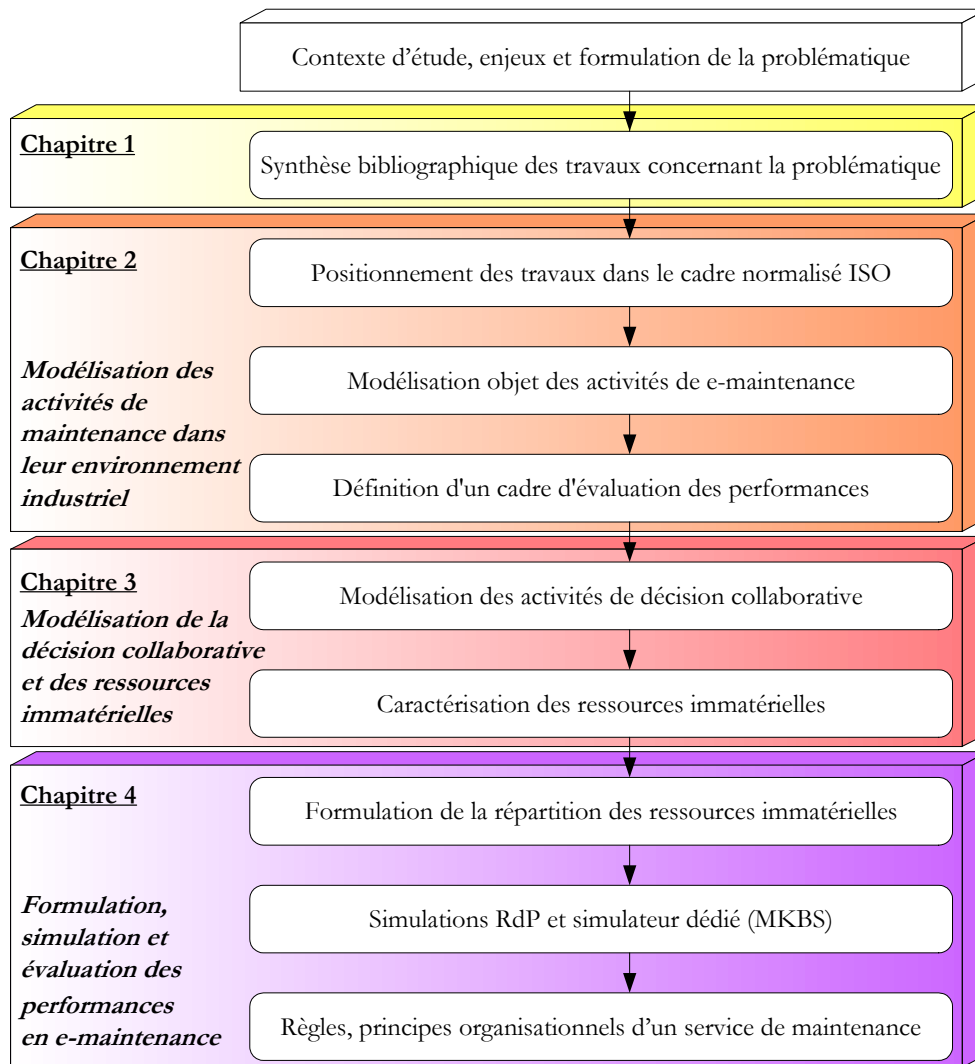 Contexte d'étude, enjeux et formulation de la problématique
Chapitre 1
Synthèse bibliographique des travaux concernant la problématique
Chapitre 2
Positionnement des travaux dans le cadre normalisé ISO
Modélisation des
activités de
maintenance dans
leur environnement
industriel
Modélisation objet des activités de e-maintenance
Définition d'un cadre d'évaluation des performances
Chapitre 3
Modélisation de la
décision collaborative
et des ressources
immatérielles
Modélisation des activités de décision collaborative
Caractérisation des ressources immatérielles
Chapitre 4
Formulation de la répartition des ressources immatérielles
Formulation,
simulation et
évaluation des
performances
en e-maintenance
Simulations RdP et simulateur dédié (MKBS)
Règles, principes organisationnels d'un service de maintenance